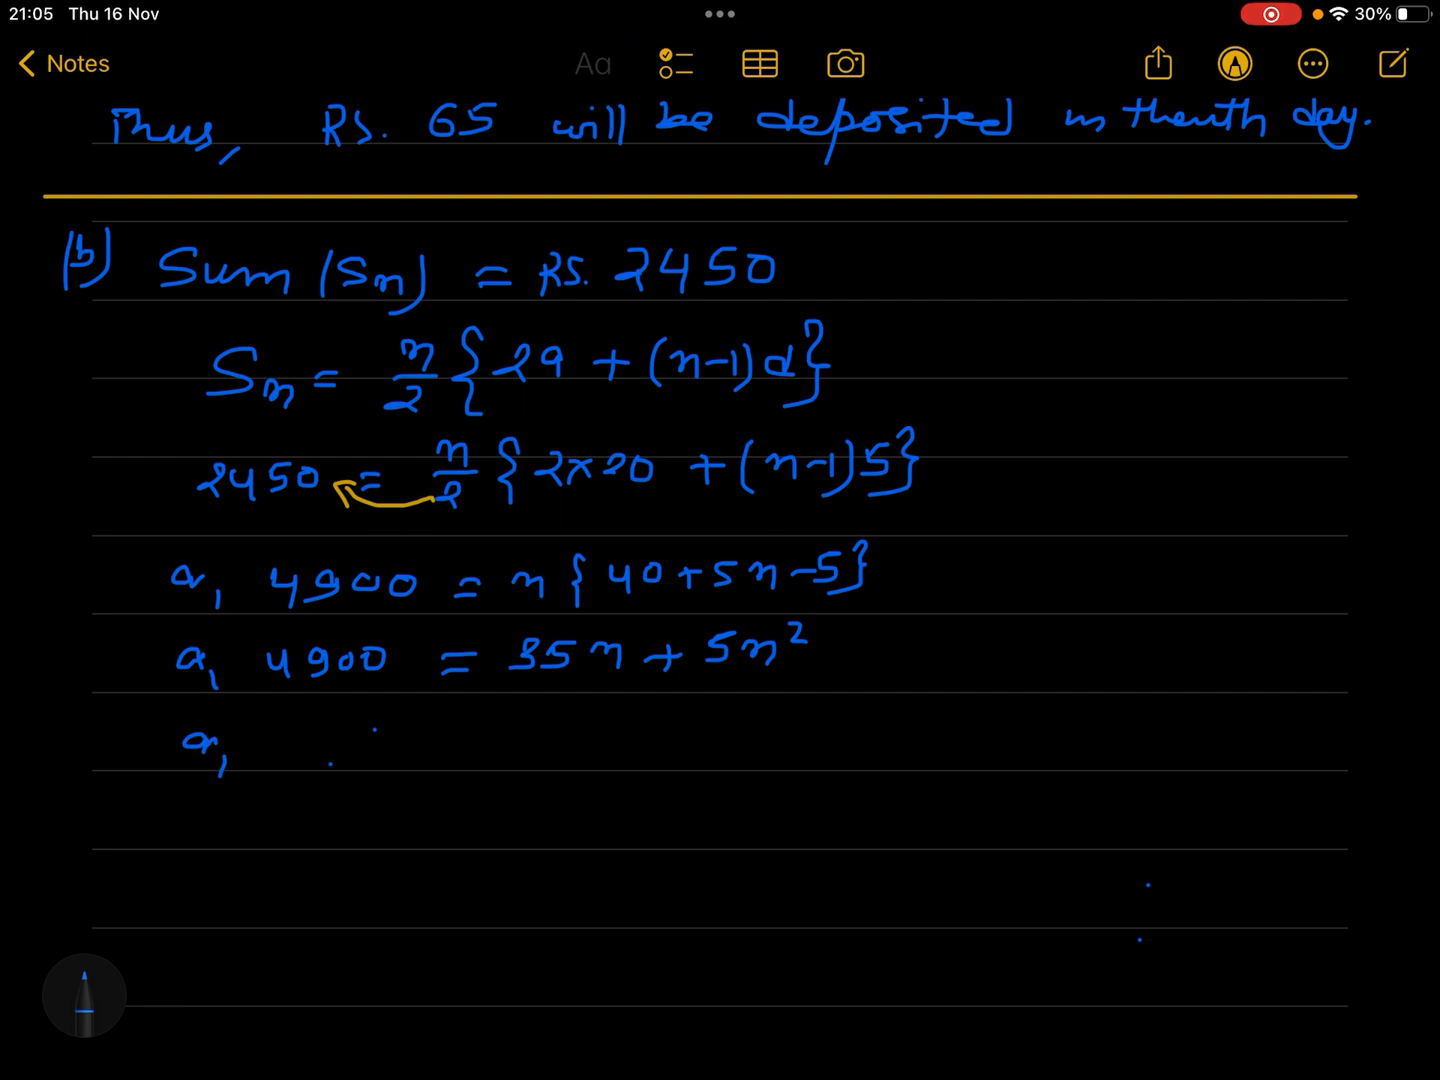 21:05 Thu 16 Nov 30%
Notes Aa
Thus, RS. 65 will be deposited in the nth day.
(b) Sum (Sn) = RS. 2450
Sn = n/2 {2a + (n-1)d}
2450 = n/2 {2×20 + (n-1)5}
or, 4900 = n {40+5n-5}
or, 4900 = 35n + 5n²
or,